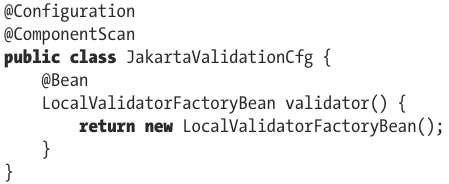 @Configuration
@ComponentScan
public class JakartaValidationCfg {
    @Bean
    LocalValidatorFactoryBean validator() {
        return new LocalValidatorFactoryBean();
    }
}